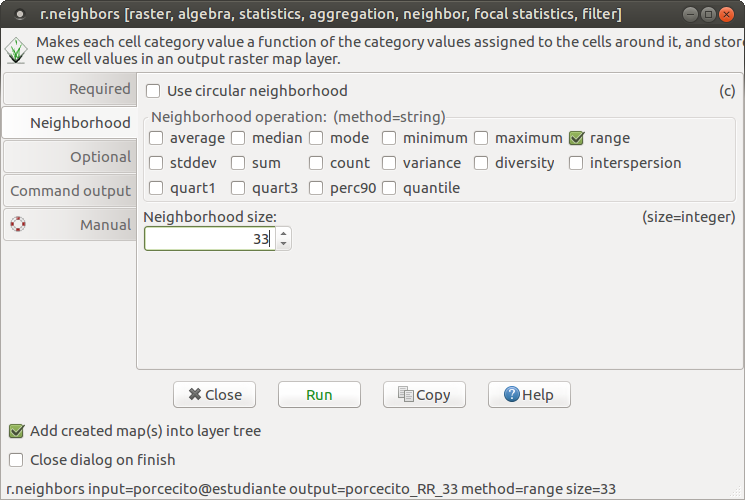 r.neighbors [raster, algebra, statistics, aggregation, neighbor, focal statistics, filter]
Makes each cell category value a function of the category values assigned to the cells around it, and store
new cell values in an output raster map layer.
Required
Neighborhood
Optional
Command output
Manual
Use circular neighborhood (c)
Neighborhood operation: (method=string)
average median mode minimum maximum range
stddev sum count variance diversity interspersion
quart1 quart3 perc90 quantile
Neighborhood size: (size=integer)
33
Close Run Copy Help
Add created map(s) into layer tree
Close dialog on finish
r.neighbors input=porcecito@estudiante output=porcecito_RR_33 method=range size=33